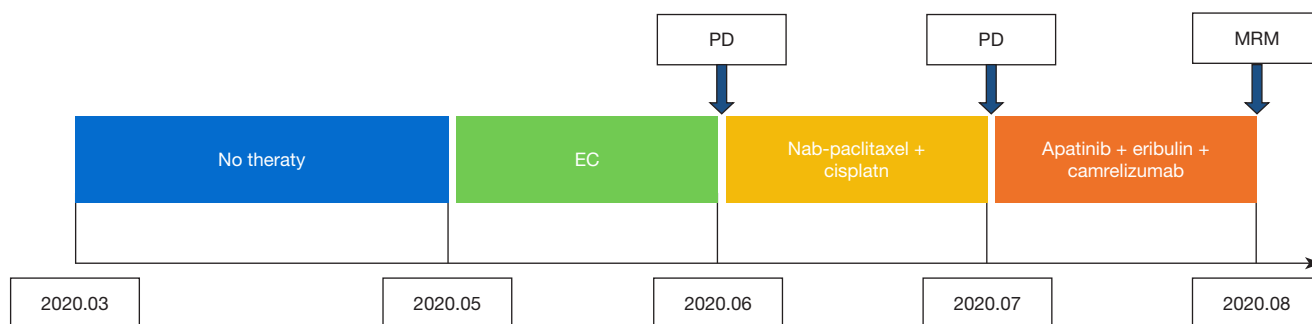 PD
PD
MRM
No theraty
EC
Nab-paclitaxel +
cisplatn
Apatinib + eribulin +
camrelizumab
2020.03
2020.05
2020.06
2020.07
2020.08